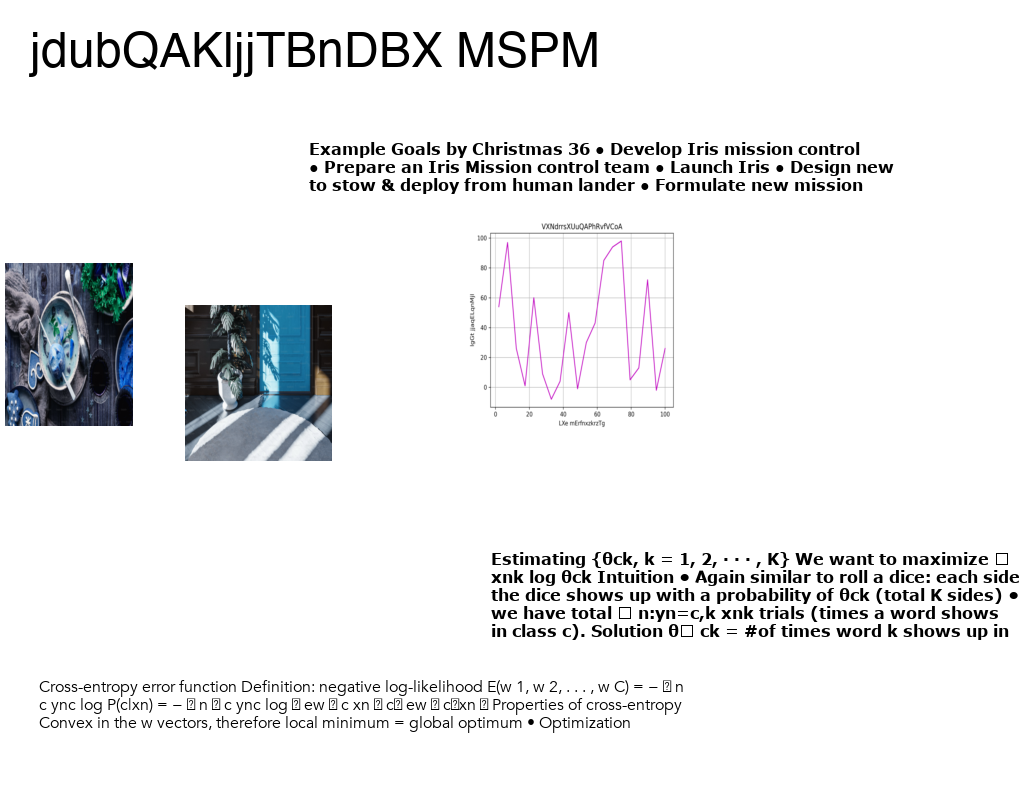 jdubQAKIjjTBnDBX MSPM
Example Goals by Christmas 36 ● Develop Iris mission control
● Prepare an Iris Mission control team ● Launch Iris ● Design new
to stow & deploy from human lander ● Formulate new mission
VXNdrrsXUuQAPhRvfVCoA
100
80
60
40
20
0
0 20 40 60 80 100
LXe mErfnxzkrzTg
Estimating {θck, k = 1, 2, · · · , K} We want to maximize □
xnk log θck Intuition • Again similar to roll a dice: each side
the dice shows up with a probability of θck (total K sides) •
we have total □ n:yn=c,k xnk trials (times a word shows
in class c). Solution θ□ ck = #of times word k shows up in
Cross-entropy error function Definition: negative log-likelihood E(w 1, w 2, . . . , w C) = − □ n
c ync log P(c|xn) = − □ n □ c ync log □ ew □ c xn □ c□ ew □ c□xn □ Properties of cross-entropy
Convex in the w vectors, therefore local minimum = global optimum • Optimization